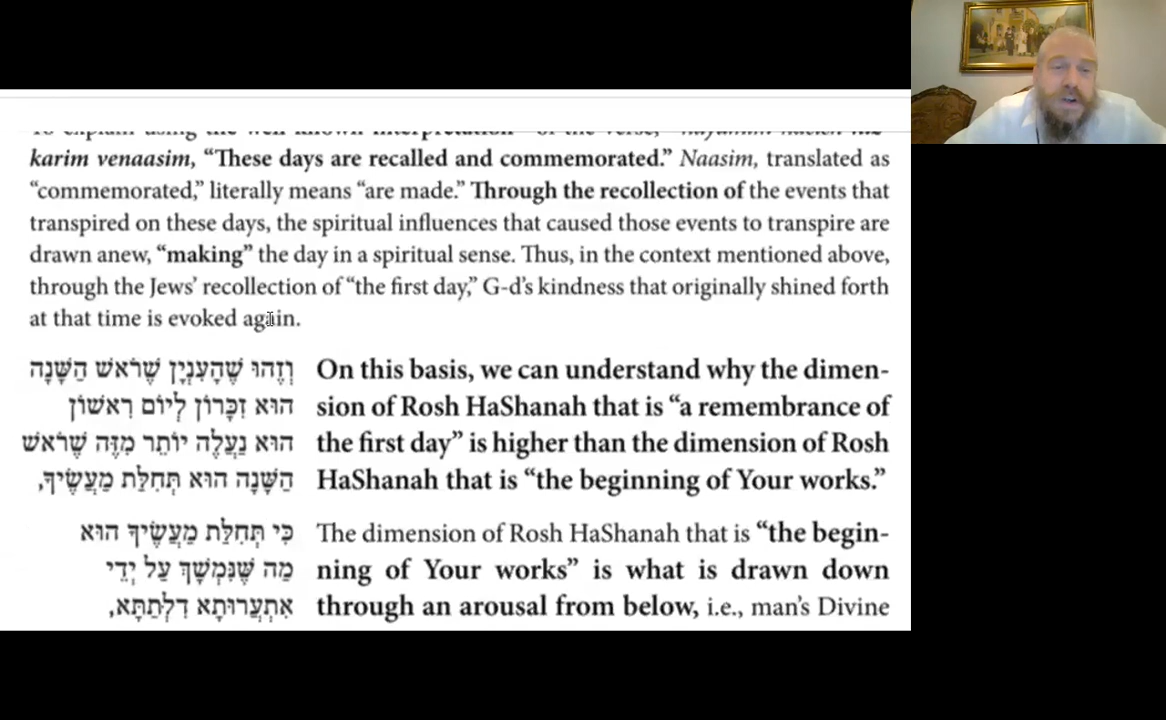 karim venaasim, “These days are recalled and commemorated.” Naasim, translated as
“commemorated,” literally means “are made.” Through the recollection of the events that
transpired on these days, the spiritual influences that caused those events to transpire are
drawn anew, “making” the day in a spiritual sense. Thus, in the context mentioned above,
through the Jews’ recollection of “the first day,” G-d’s kindness that originally shined forth
at that time is evoked again.
וְזֶהוּ שֶׁהָעִנְיָן שֶׁרֹאשׁ הַשָּׁנָה
הוּא זִכָּרוֹן לְיוֹם רִאשׁוֹן
הוּא נַעֲלֶה יוֹתֵר מִזֶּה שֶׁרֹאשׁ
הַשָּׁנָה הוּא תְּחִלַּת מַעֲשֶׂיךָ,
On this basis, we can understand why the dimen-
sion of Rosh HaShanah that is “a remembrance of
the first day” is higher than the dimension of Rosh
HaShanah that is “the beginning of Your works.”
כִּי תְּחִלַּת מַעֲשֶׂיךָ הוּא
מַה שֶּׁנִּמְשָׁךְ עַל יְדֵי
אִתְעָרוּתָא דִלְתַתָּא,
The dimension of Rosh HaShanah that is “the begin-
ning of Your works” is what is drawn down
through an arousal from below, i.e., man’s Divine